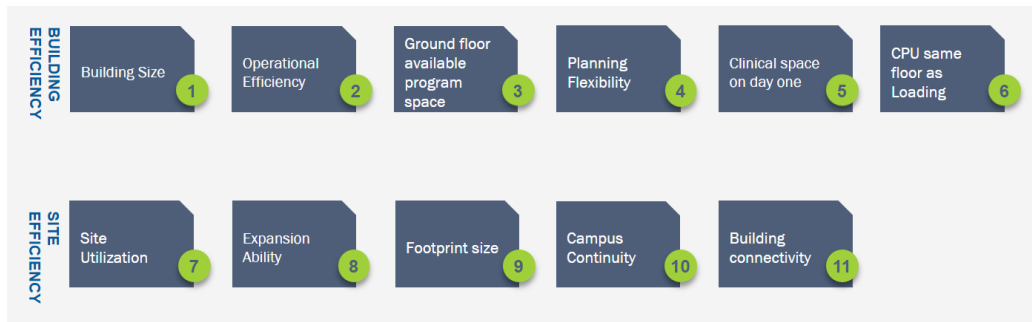 BUILDING
EFFICIENCY
Building Size
1
Operational
Efficiency
2
Ground floor
available
program
space
3
Planning
Flexibility
4
Clinical space
on day one
5
CPU same
floor as
Loading
6
SITE
EFFICIENCY
Site
Utilization
7
Expansion
Ability
8
Footprint size
9
Campus
Continuity
10
Building
connectivity
11